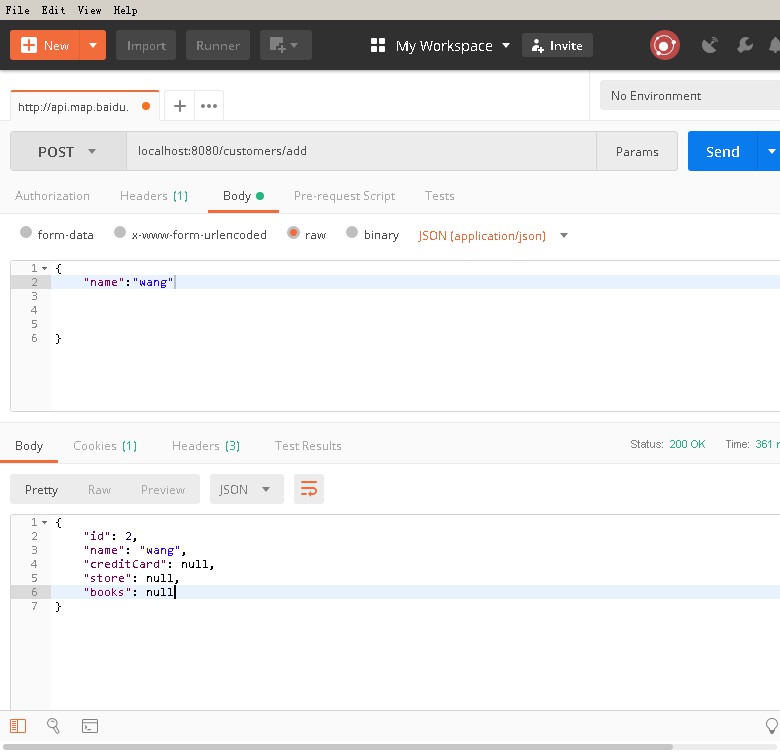 File Edit View Help
New Import Runner My Workspace Invite
http://api.map.baidu. + •••
No Environment
POST localhost:8080/customers/add Params Send
Authorization Headers (1) Body Pre-request Script Tests
form-data x-www-form-urlencoded raw binary JSON (application/json)
1 {
2 "name":"wang"
3
4
5
6 }
Body Cookies (1) Headers (3) Test Results Status: 200 OK Time: 361
Pretty Raw Preview JSON
1 {
2 "id": 2,
3 "name": "wang",
4 "creditCard": null,
5 "store": null,
6 "books": null
7 }